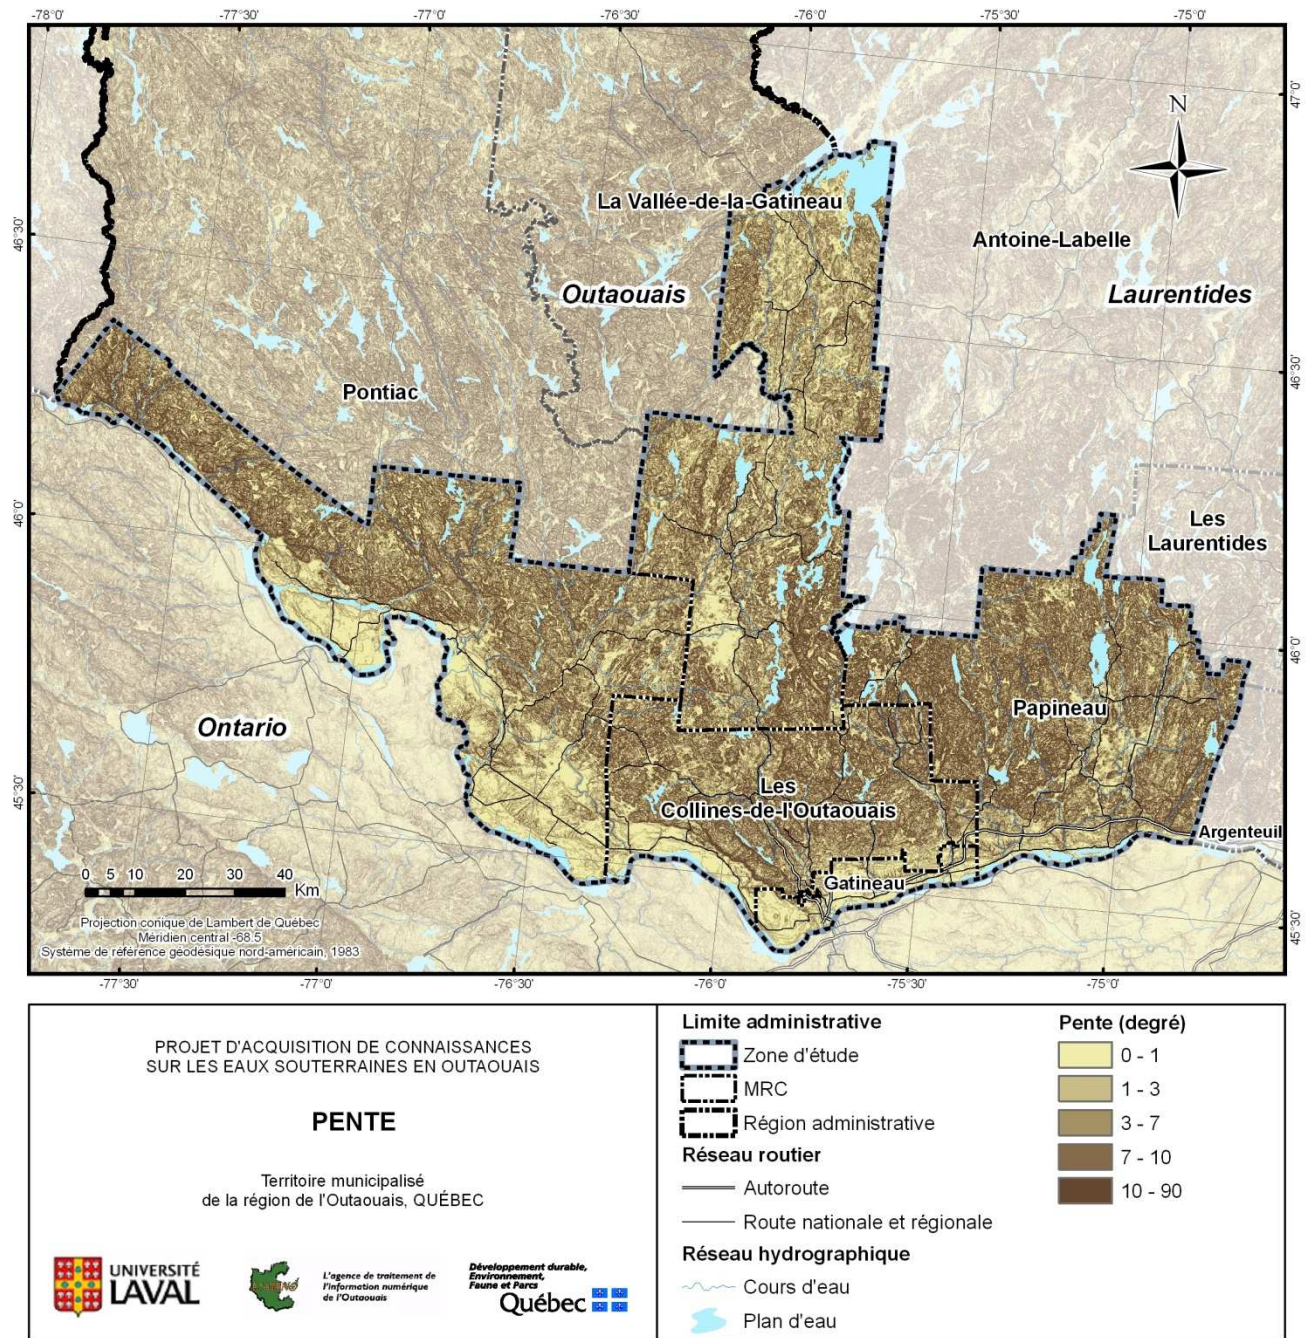 -78°0' -77°30' -77°0' -76°30' -76°0' -75°30' -75°0'
47°0'
N
La Vallée-de-la-Gatineau
46°30'
Antoine-Labelle
Outaouais
Laurentides
46°30'
Pontiac
46°0'
Les
Laurentides
46°0'
Papineau
Ontario
45°30'
Les
Collines-de-l'Outaouais
Argenteuil
Gatineau
0 5 10 20 30 40
Km
45°30'
Projection conique de Lambert de Québec
Méridien central -68.5
Système de référence géodésique nord-américain, 1983
-77°30' -77°0' -76°30' -76°0' -75°30' -75°0'
PROJET D'ACQUISITION DE CONNAISSANCES
SUR LES EAUX SOUTERRAINES EN OUTAOUAIS
PENTE
Territoire municipalisé
de la région de l'Outaouais, QUÉBEC
UNIVERSITÉ
LAVAL
L'agence de traitement de
l'information numérique
de l'Outaouais
Développement durable,
Environnement,
Faune et Parcs
Québec
Limite administrative
Zone d'étude
MRC
Région administrative
Réseau routier
Autoroute
Route nationale et régionale
Réseau hydrographique
Cours d'eau
Plan d'eau
Pente (degré)
0 - 1
1 - 3
3 - 7
7 - 10
10 - 90